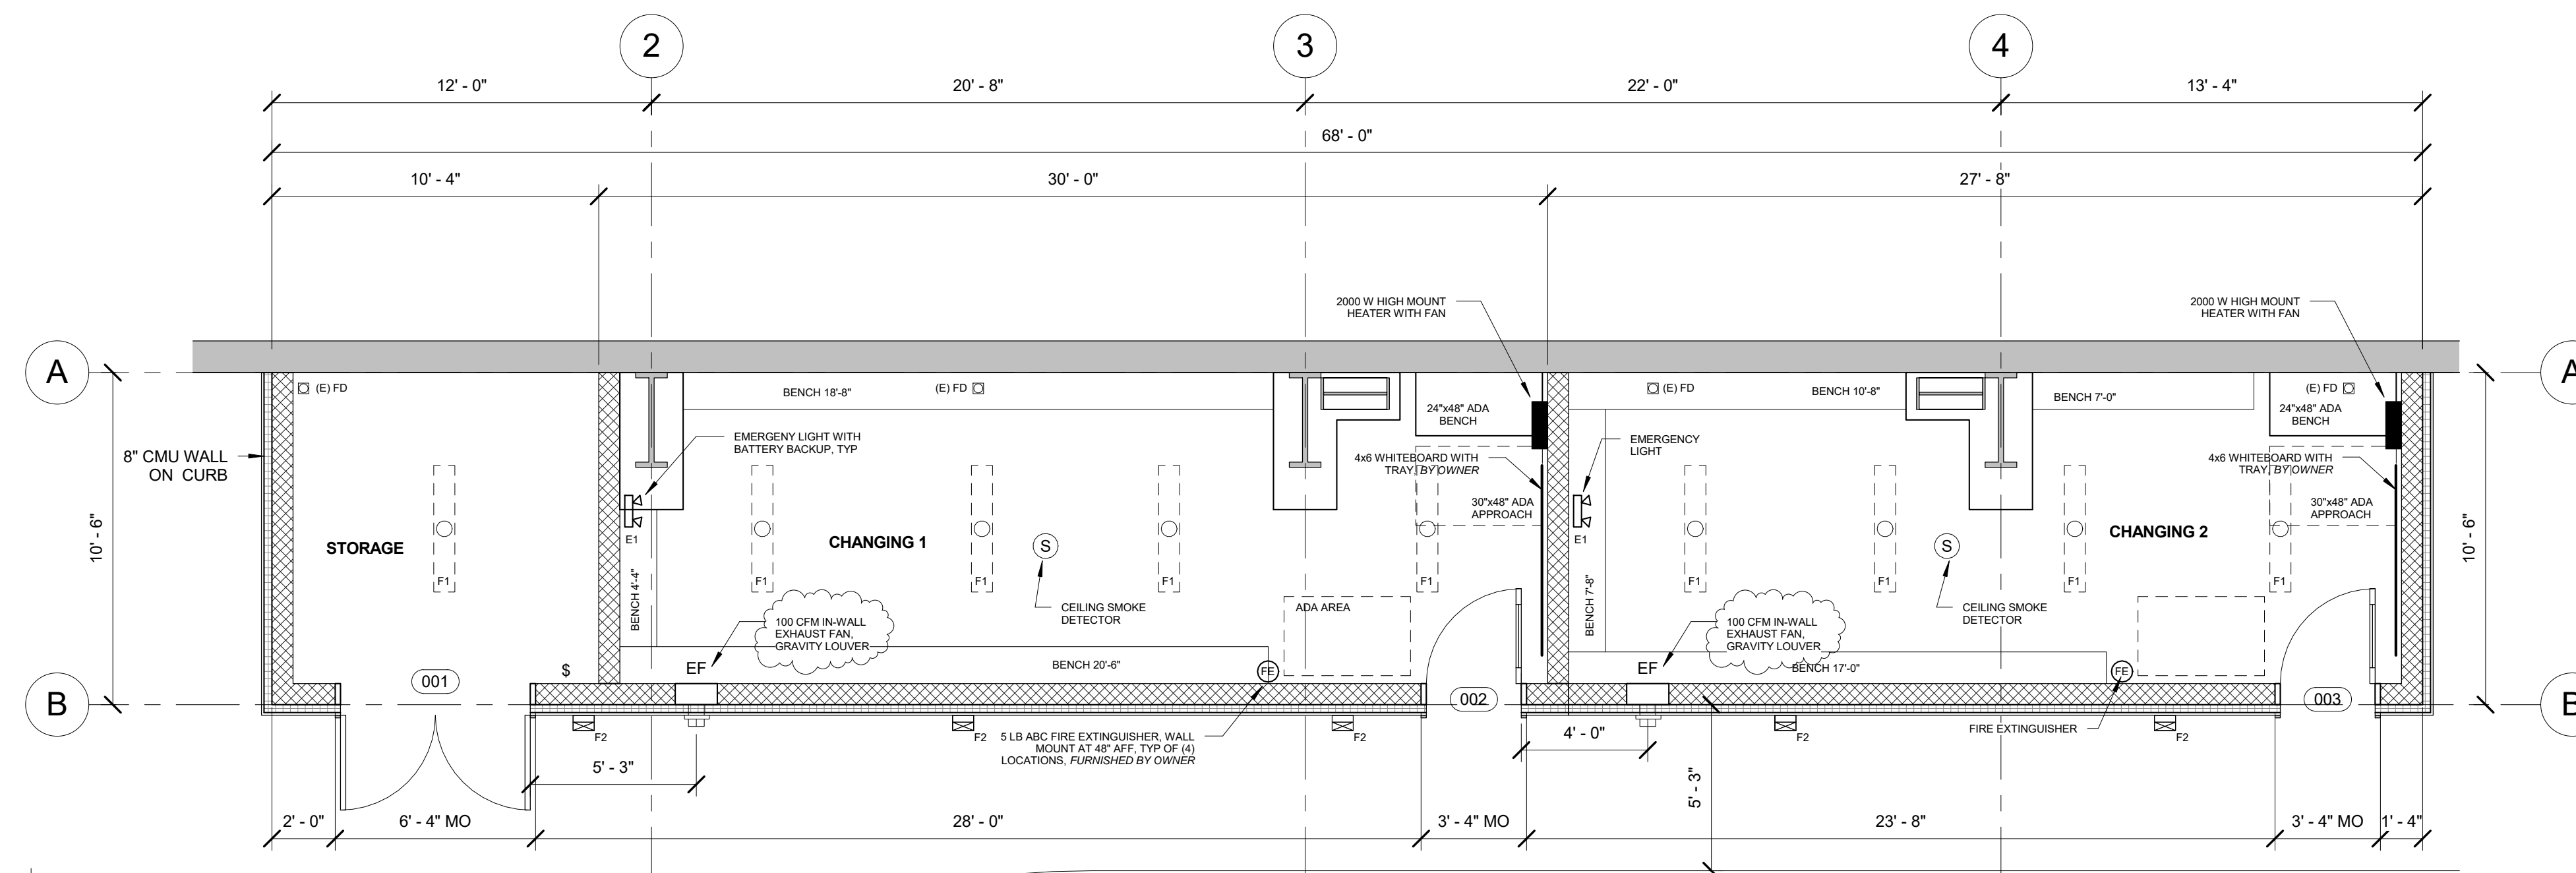 2
3
4
12' - 0"
20' - 8"
22' - 0"
13' - 4"
68' - 0"
10' - 4"
30' - 0"
27' - 8"
2000 W HIGH MOUNT
HEATER WITH FAN
2000 W HIGH MOUNT
HEATER WITH FAN
A
A
(E) FD
BENCH 18'-8"
(E) FD
24"x48" ADA
BENCH
(E) FD
BENCH 10'-8"
BENCH 7'-0"
(E) FD
24"x48" ADA
BENCH
8" CMU WALL
ON CURB
EMERGENY LIGHT WITH
BATTERY BACKUP, TYP
4x6 WHITEBOARD WITH
TRAY, BY OWNER
EMERGENCY
LIGHT
4x6 WHITEBOARD WITH
TRAY, BY OWNER
30"x48" ADA
APPROACH
30"x48" ADA
APPROACH
10' - 6"
STORAGE
E1
CHANGING 1
S
E1
S
CHANGING 2
10' - 6"
F1
F1
F1
F1
F1
F1
F1
F1
F1
BENCH 4'-4"
BENCH 7'-8"
100 CFM IN-WALL
EXHAUST FAN,
GRAVITY LOUVER
CEILING SMOKE
DETECTOR
ADA AREA
100 CFM IN-WALL
EXHAUST FAN,
GRAVITY LOUVER
CEILING SMOKE
DETECTOR
001
$
EF
BENCH 20'-6"
FE
EF
BENCH 17'-0"
FE
B
002
003
B
F2
F2
F2
F2
F2
5 LB ABC FIRE EXTINGUISHER, WALL
MOUNT AT 48" AFF, TYP OF (4)
LOCATIONS, FURNISHED BY OWNER
4' - 0"
FIRE EXTINGUISHER
5' - 3"
5' - 3"
2' - 0"
6' - 4" MO
28' - 0"
3' - 4" MO
23' - 8"
3' - 4" MO
1' - 4"